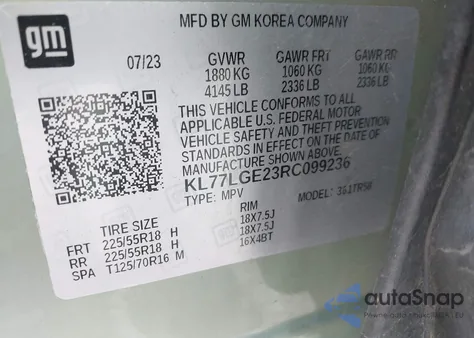 MFD BY GM KOREA COMPANY
gm
07/23 GVWR GAWR FRT GAWR RR
1880 KG 1060 KG 1060 KG
4145 LB 2336 LB 2336 LB
THIS VEHICLE CONFORMS TO ALL
APPLICABLE U.S. FEDERAL MOTOR
VEHICLE SAFETY AND THEFT PREVENTION
STANDARDS IN EFFECT ON THE DATE OF
MANUFACTURE SHOWN ABOVE.
KL77LGE23RC099236
TYPE: MPV MODEL:
TIRE SIZE RIM
FRT 225/55R18 H 18X7.5J
RR 225/55R18 H 18X7.5J
SPA T125/70R16 M 16X4BT
autoSnap